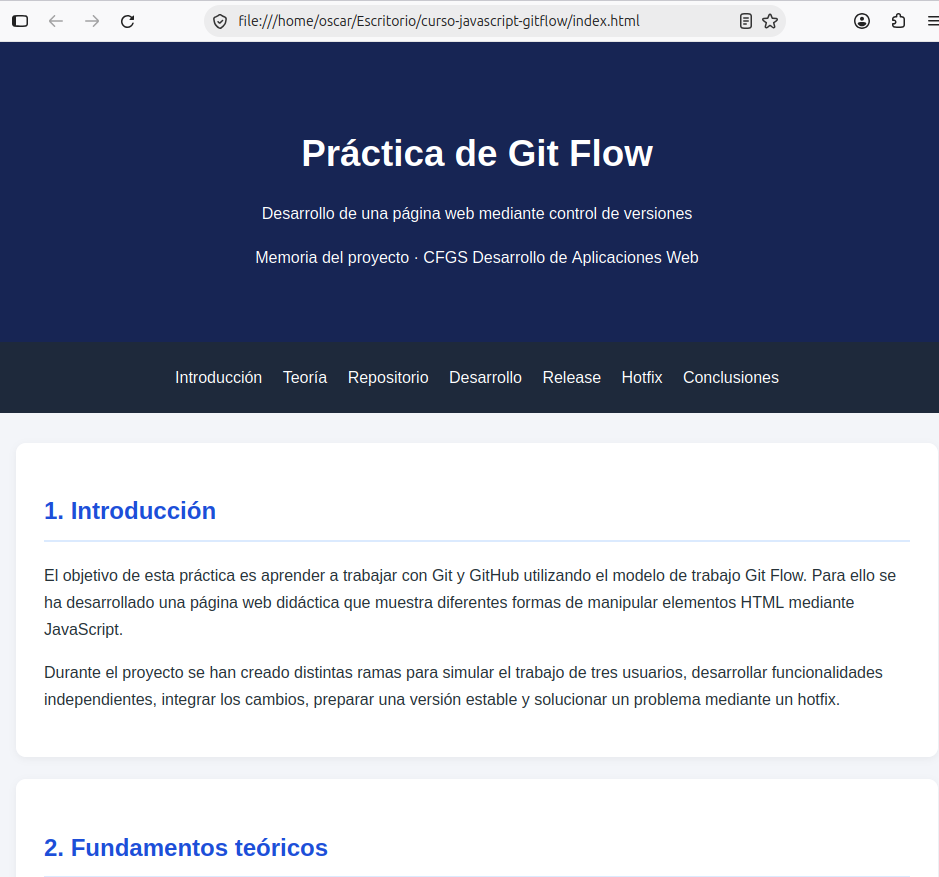 file:///home/oscar/Escritorio/curso-javascript-gitflow/index.html
Práctica de Git Flow
Desarrollo de una página web mediante control de versiones
Memoria del proyecto · CFGS Desarrollo de Aplicaciones Web
Introducción Teoría Repositorio Desarrollo Release Hotfix Conclusiones
1. Introducción
El objetivo de esta práctica es aprender a trabajar con Git y GitHub utilizando el modelo de trabajo Git Flow. Para ello se
ha desarrollado una página web didáctica que muestra diferentes formas de manipular elementos HTML mediante
JavaScript.
Durante el proyecto se han creado distintas ramas para simular el trabajo de tres usuarios, desarrollar funcionalidades
independientes, integrar los cambios, preparar una versión estable y solucionar un problema mediante un hotfix.
2. Fundamentos teóricos